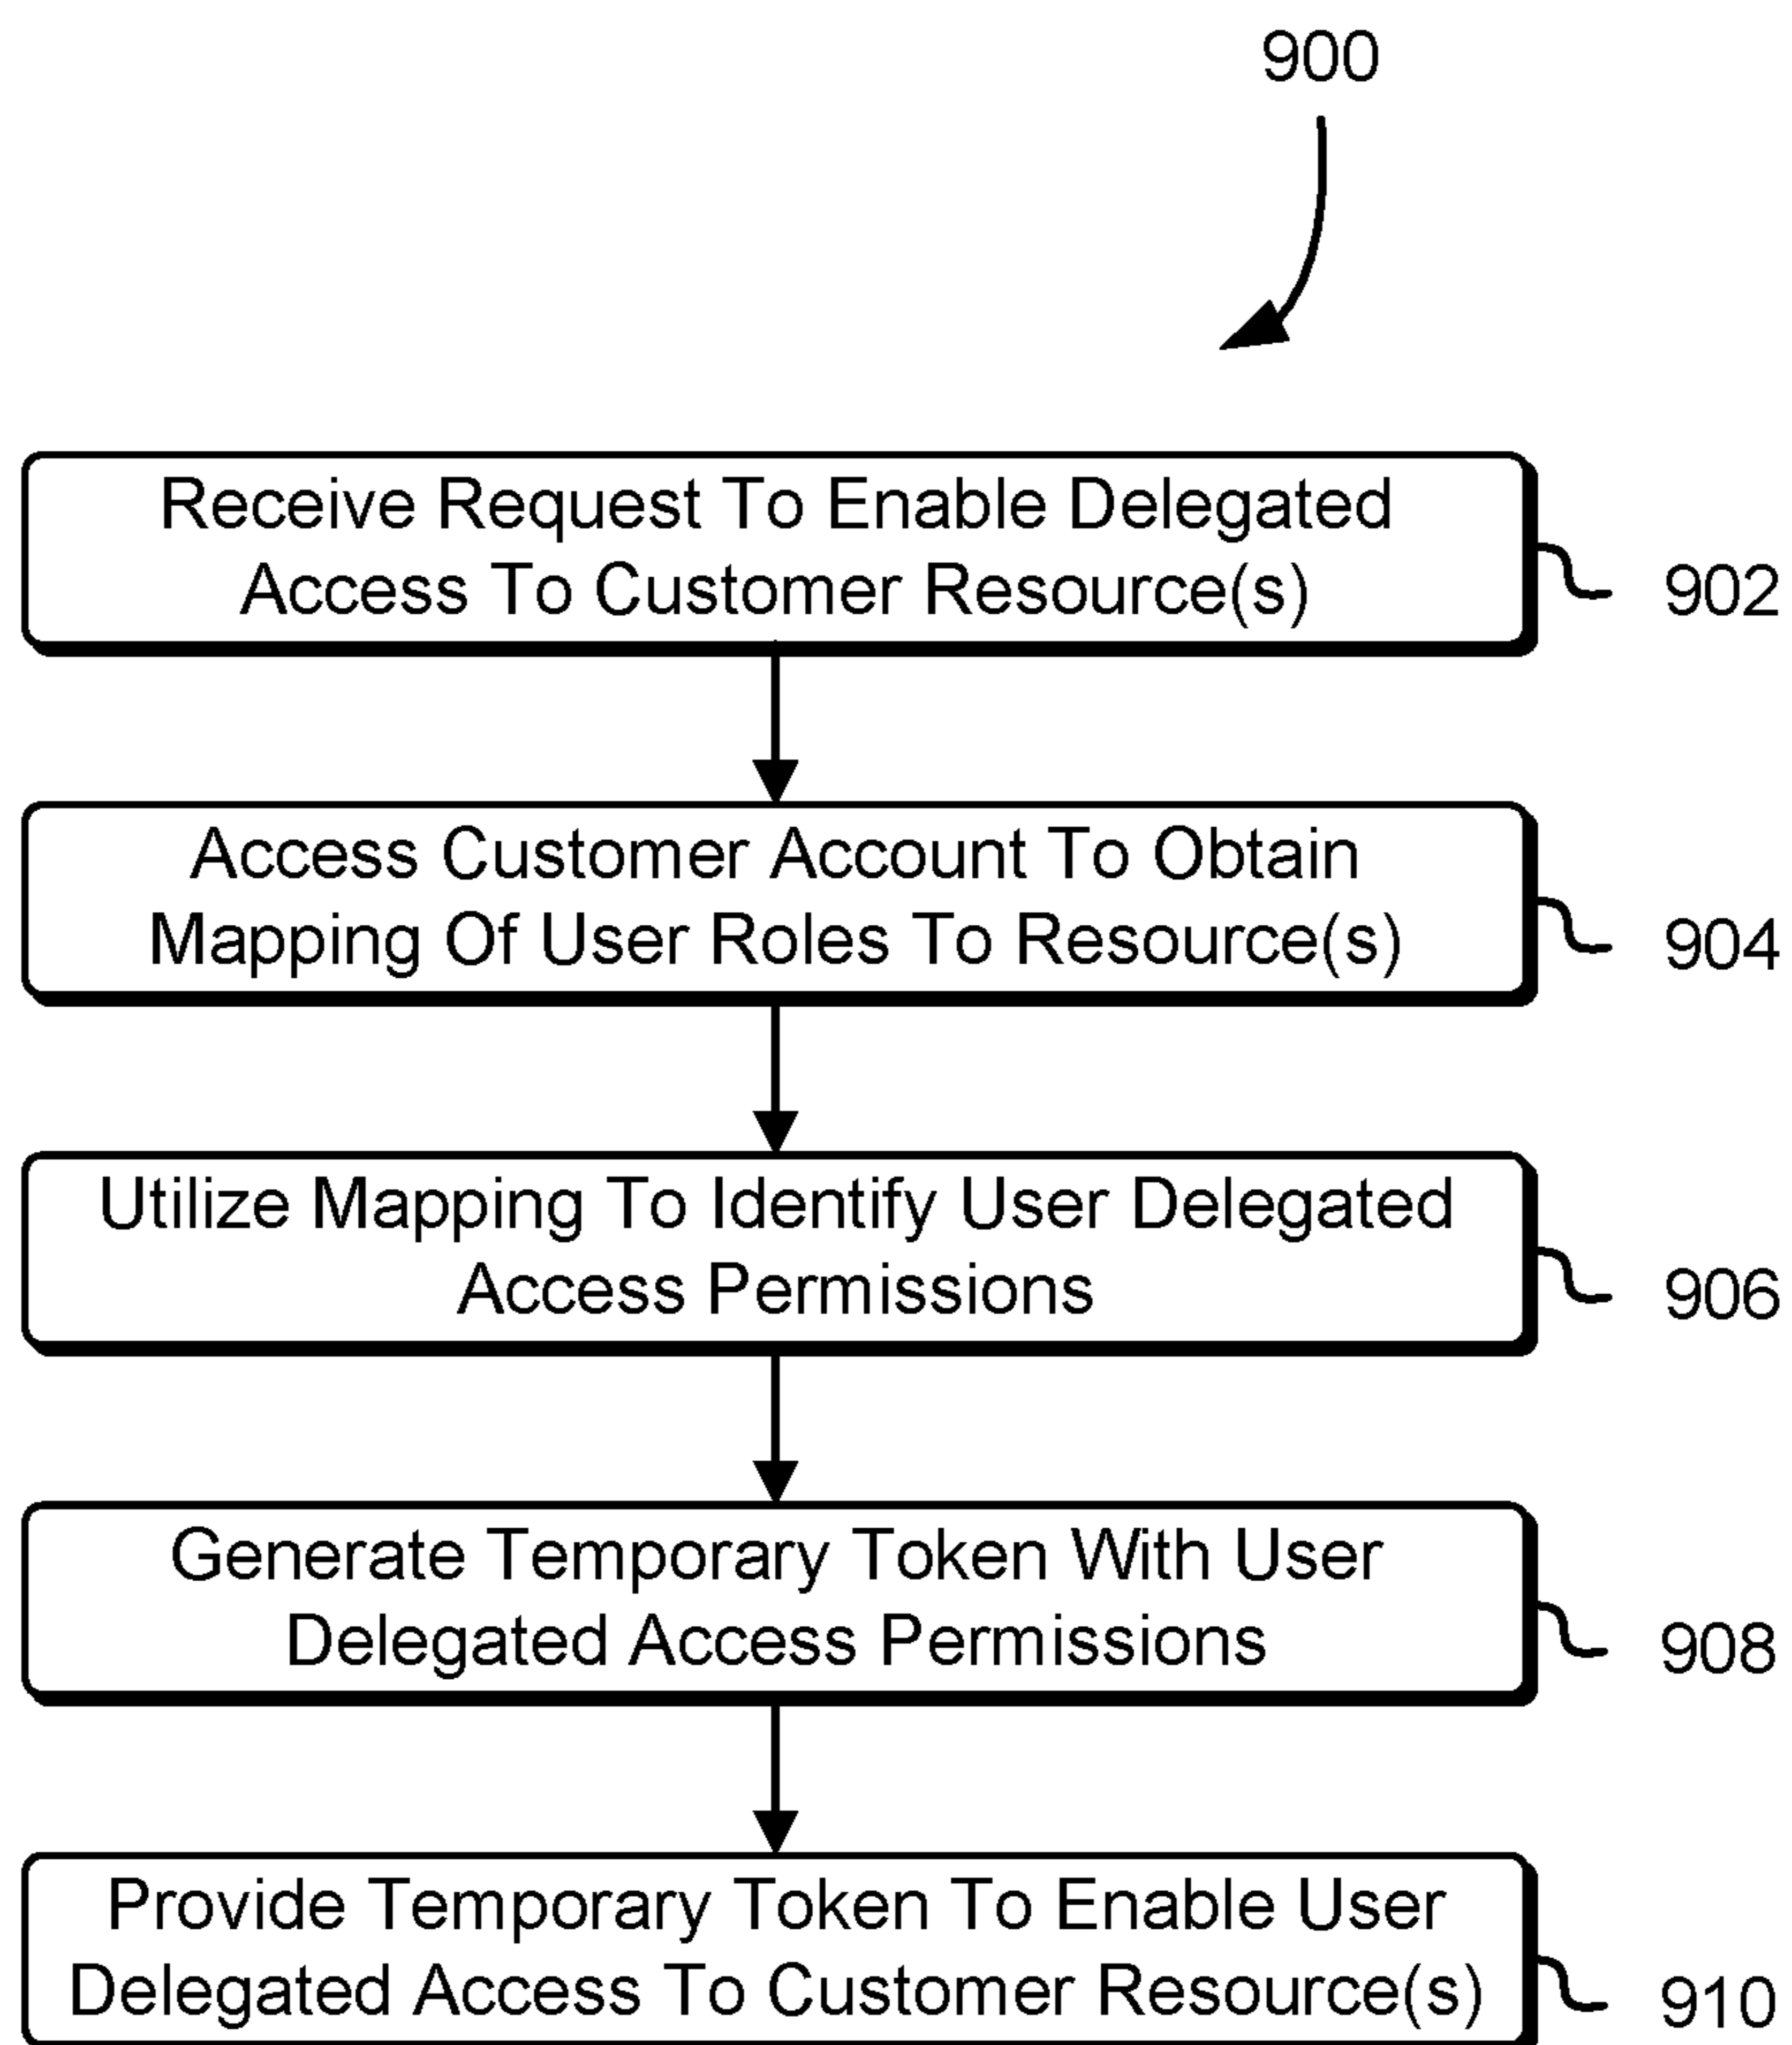 900
Receive Request To Enable Delegated
Access To Customer Resource(s)
902
Access Customer Account To Obtain
Mapping Of User Roles To Resource(s)
904
Utilize Mapping To Identify User Delegated
Access Permissions
906
Generate Temporary Token With User
Delegated Access Permissions
908
Provide Temporary Token To Enable User
Delegated Access To Customer Resource(s)
910